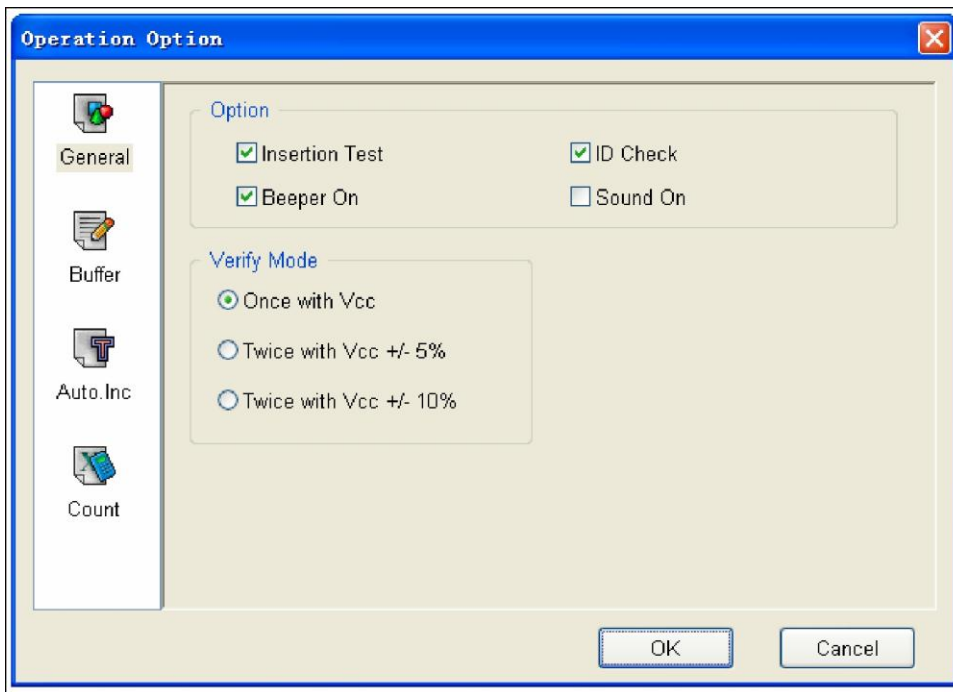 Operation Option
General
Buffer
Auto.Inc
Count
Option
Insertion Test
ID Check
Beeper On
Sound On
Verify Mode
Once with Vcc
Twice with Vcc +/- 5%
Twice with Vcc +/- 10%
OK
Cancel